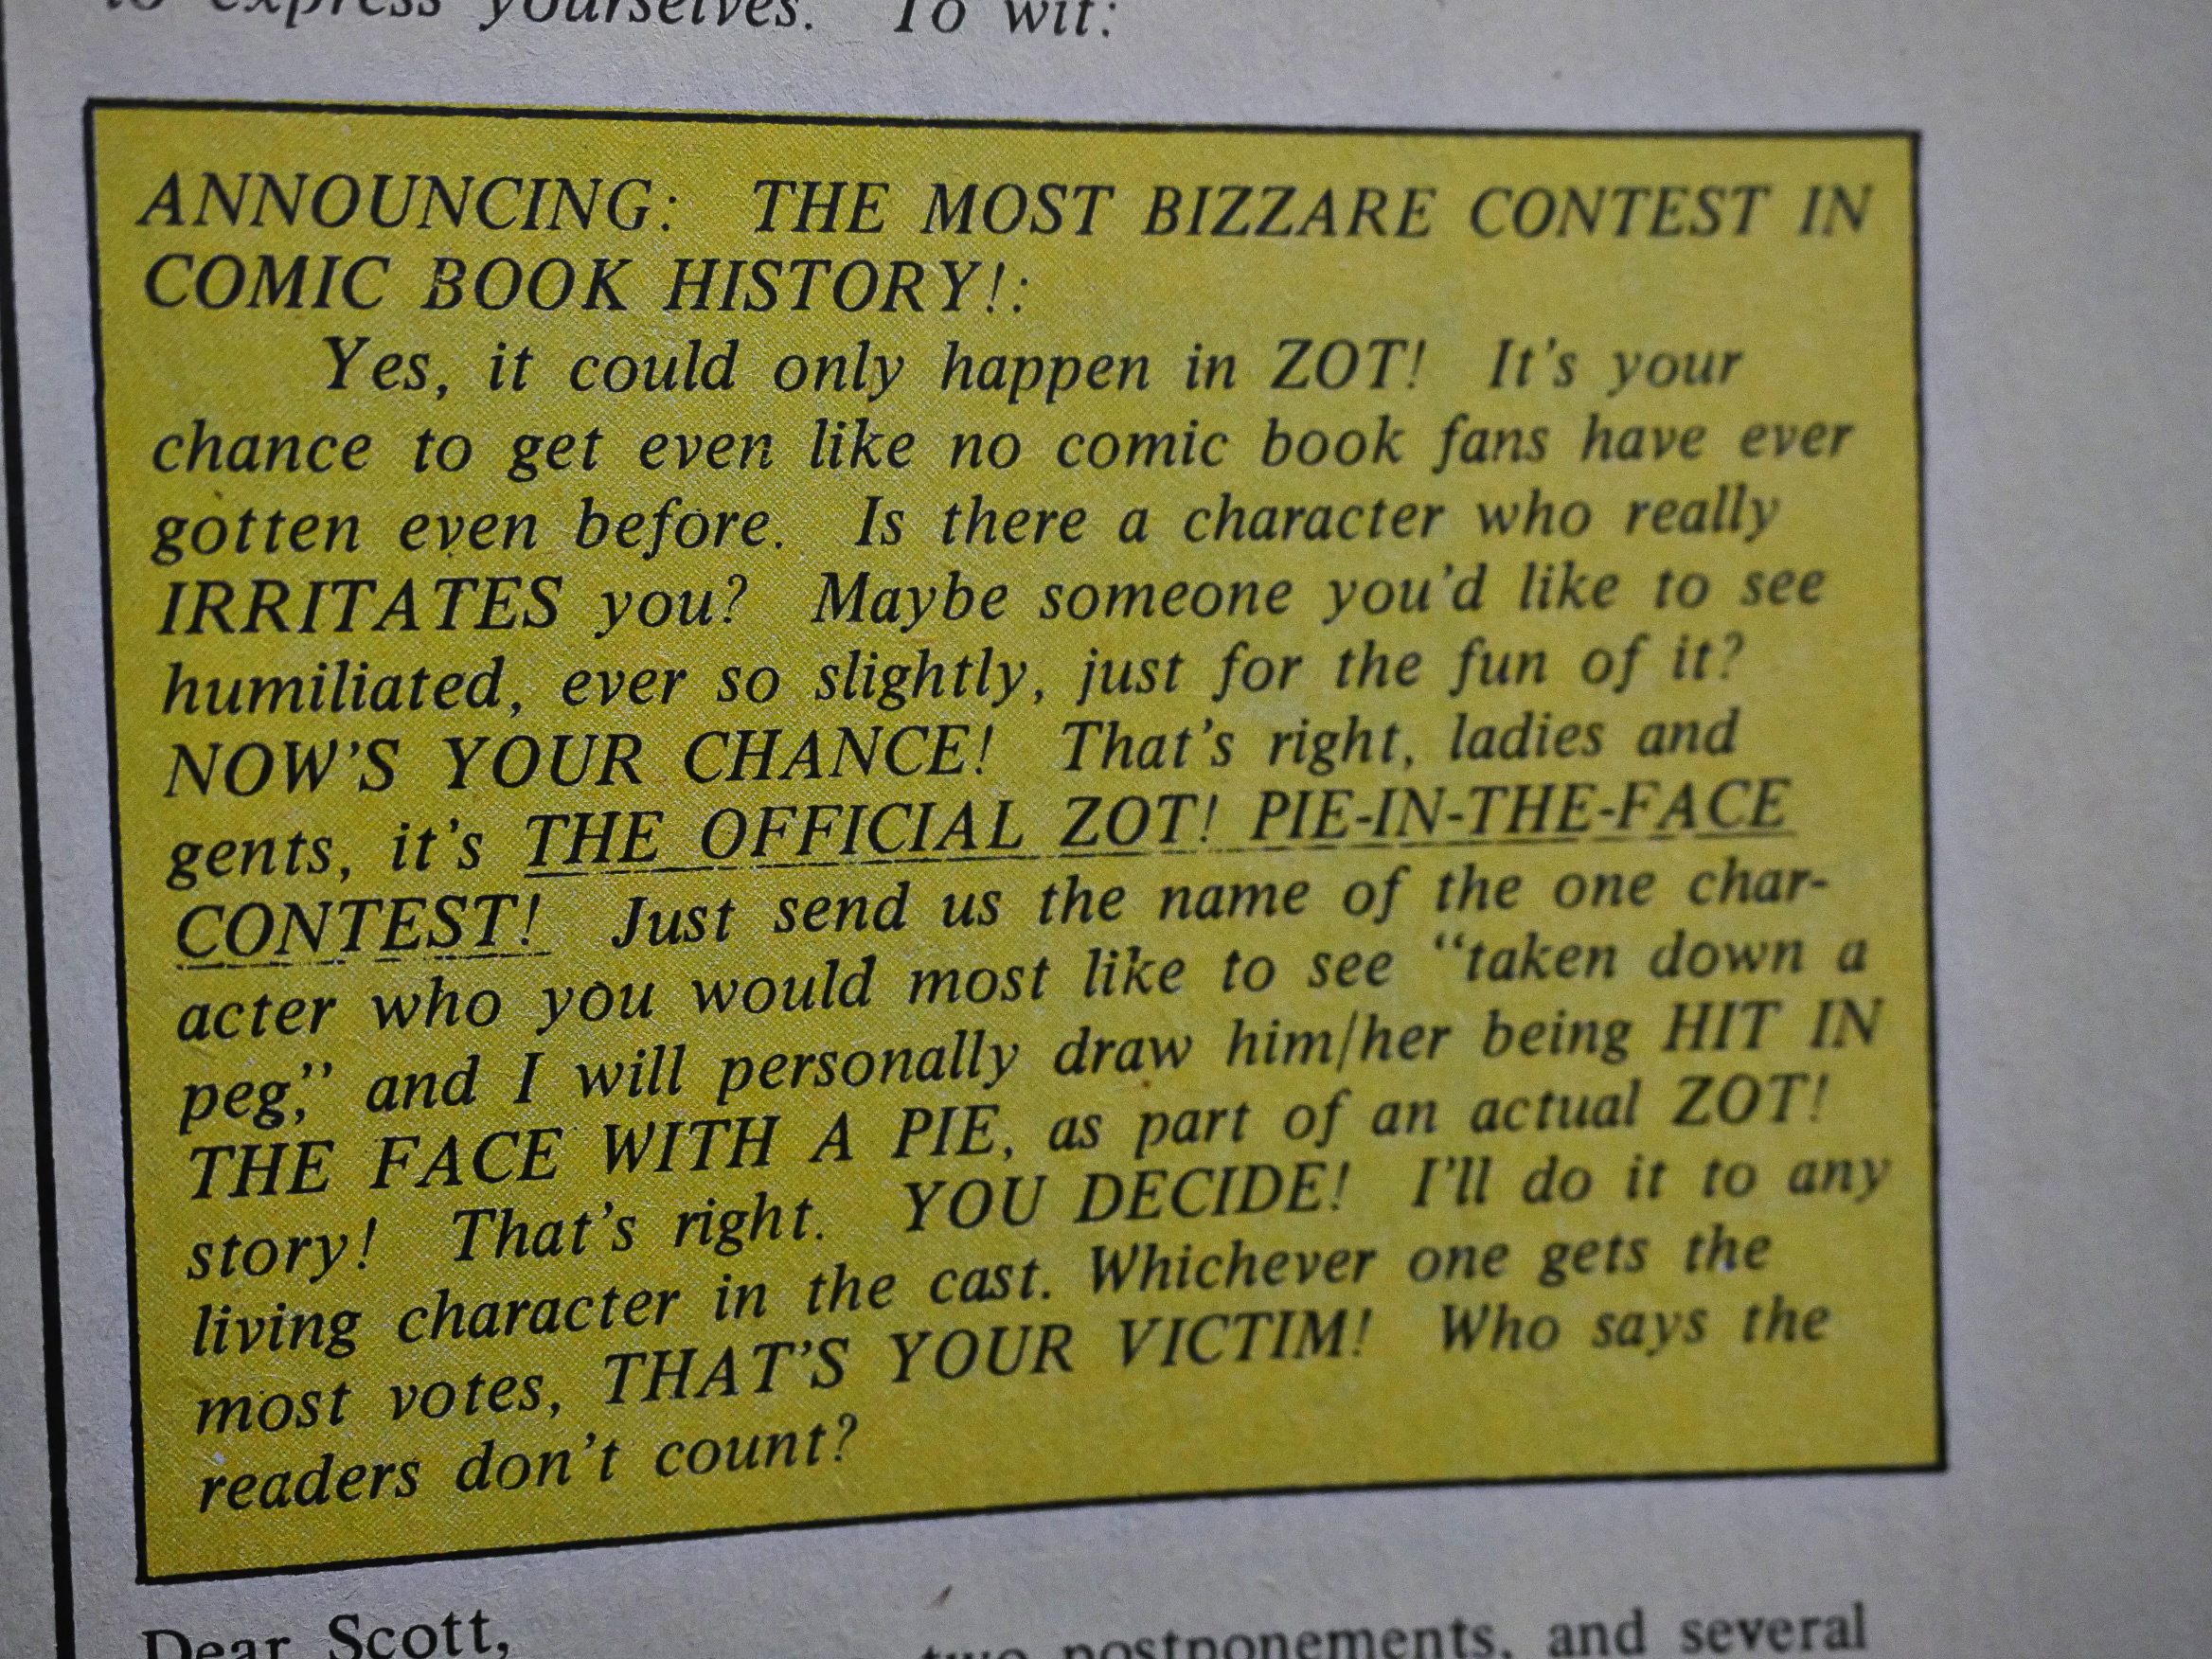 to express yourselves. To wit:
ANNOUNCING: THE MOST BIZZARE CONTEST IN
COMIC BOOK HISTORY!:
Yes, it could only happen in ZOT! It's your
chance to get even like no comic book fans have ever
gotten even before. Is there a character who really
IRRITATES you? Maybe someone you'd like to see
humiliated, ever so slightly, just for the fun of it?
NOW'S YOUR CHANCE! That's right, ladies and
gents, it's THE OFFICIAL ZOT! PIE-IN-THE-FACE
CONTEST! Just send us the name of the one char-
acter who you would most like to see “taken down a
peg,” and I will personally draw him/her being HIT IN
THE FACE WITH A PIE, as part of an actual ZOT!
story! That's right. YOU DECIDE! I'll do it to any
living character in the cast. Whichever one gets the
most votes, THAT'S YOUR VICTIM! Who says the
readers don't count?
Dear Scott,
two postponements, and several